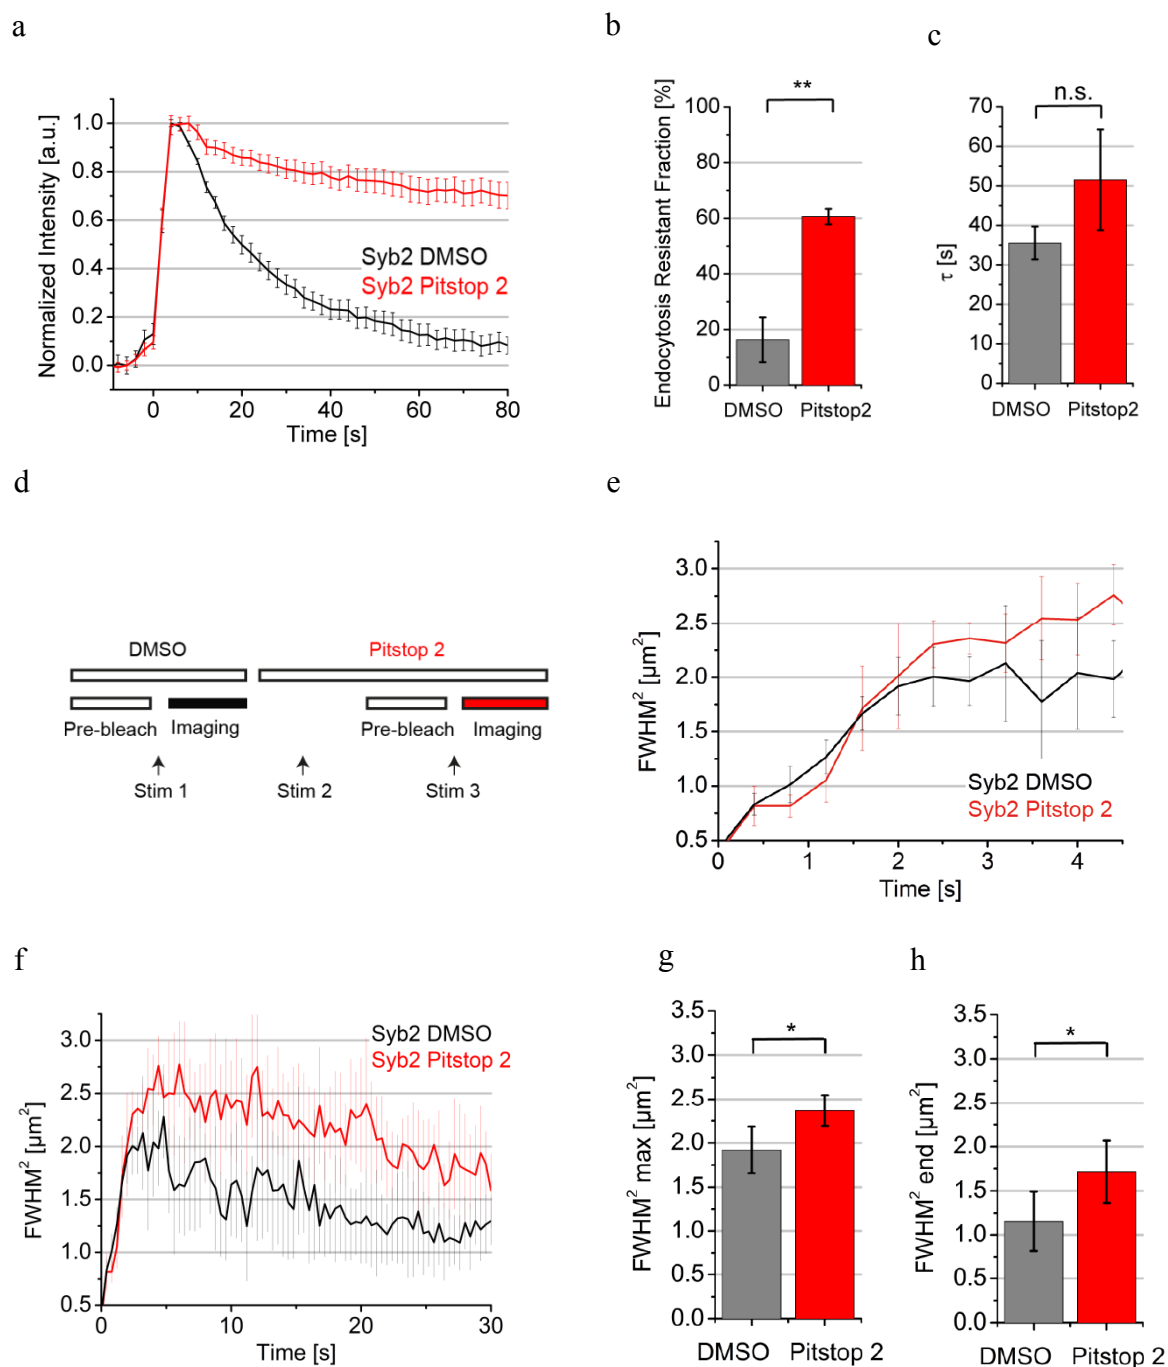 a
Normalized Intensity [a.u.]
1.0
0.8
0.6
0.4
0.2
0.0
0 20 40 60 80
Time [s]
Syb2 DMSO
Syb2 Pitstop 2
b
Endocytosis Resistant Fraction [%]
100
80
60
40
20
0
**
DMSO Pitstop2
c
τ [s]
70
60
50
40
30
20
10
0
n.s.
DMSO Pitstop2
d
DMSO Pitstop 2
Pre-bleach Imaging Pre-bleach Imaging
Stim 1 Stim 2 Stim 3
e
FWHM² [µm²]
3.0
2.5
2.0
1.5
1.0
0.5
Syb2 DMSO
Syb2 Pitstop 2
0 1 2 3 4
Time [s]
f
FWHM² [µm²]
3.0
2.5
2.0
1.5
1.0
0.5
Syb2 DMSO
Syb2 Pitstop 2
0 10 20 30
Time [s]
g
FWHM² max [µm²]
3.5
3.0
2.5
2.0
1.5
1.0
0.5
0.0
*
DMSO Pitstop 2
h
FWHM² end [µm²]
3.5
3.0
2.5
2.0
1.5
1.0
0.5
0.0
*
DMSO Pitstop 2